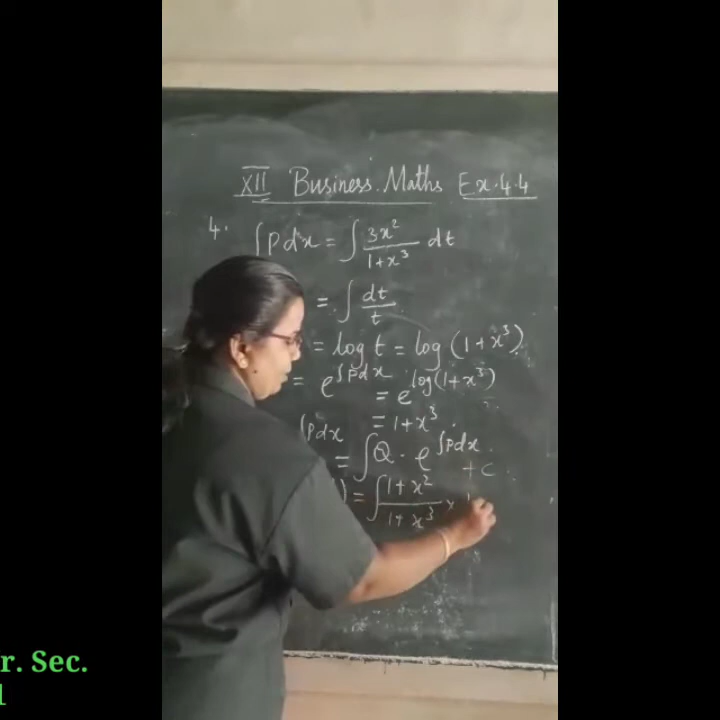 XII Business Maths Ex. 4.4
4. ∫Pdx = ∫ 3x²/1+x³ dt
= ∫ dt/t
= log t = log (1+x³)
= e^∫Pdx = e^log(1+x³)
= 1+x³.
∫Pdx = ∫Q. e^∫Pdx + C
) = ∫ 1+x²/1+x³ ×
r. Sec.
1